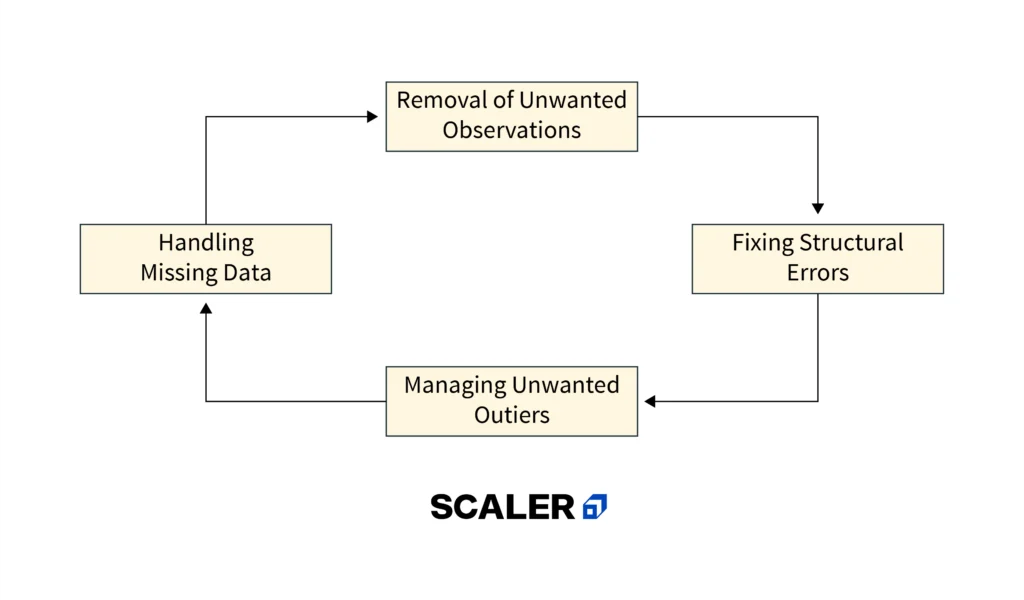 Removal of Unwanted
Observations
Handling
Missing Data
Fixing Structural
Errors
Managing Unwanted
Outiers
SCALER